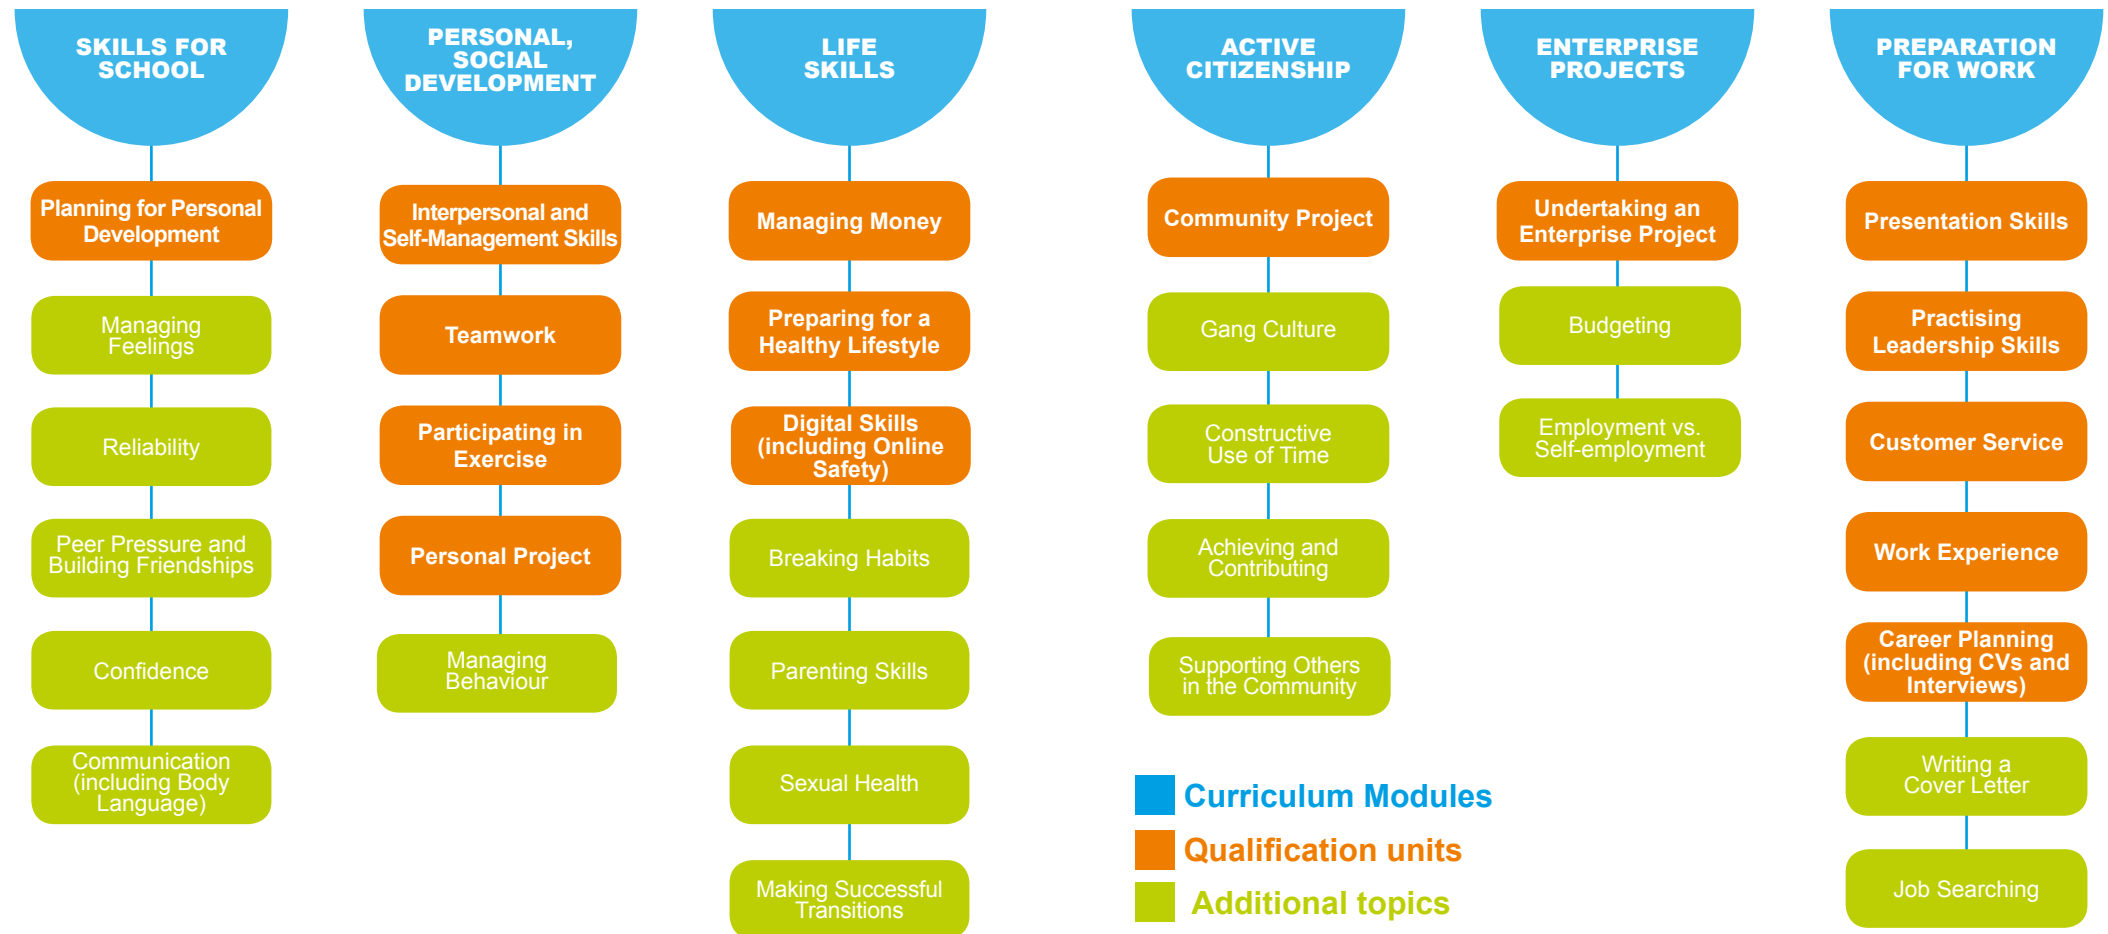 SKILLS FOR
SCHOOL
Planning for Personal
Development
Managing
Feelings
Reliability
Peer Pressure and
Building Friendships
Confidence
Communication
(including Body
Language)
PERSONAL,
SOCIAL
DEVELOPMENT
Interpersonal and
Self-Management Skills
Teamwork
Participating in
Exercise
Personal Project
Managing
Behaviour
LIFE
SKILLS
Managing Money
Preparing for a
Healthy Lifestyle
Digital Skills
(including Online
Safety)
Breaking Habits
Parenting Skills
Sexual Health
Making Successful
Transitions
ACTIVE
CITIZENSHIP
Community Project
Gang Culture
Constructive
Use of Time
Achieving and
Contributing
Supporting Others
in the Community
ENTERPRISE
PROJECTS
Undertaking an
Enterprise Project
Budgeting
Employment vs.
Self-employment
PREPARATION
FOR WORK
Presentation Skills
Practising
Leadership Skills
Customer Service
Work Experience
Career Planning
(including CVs and
Interviews)
Writing a
Cover Letter
Job Searching
Curriculum Modules
Qualification units
Additional topics